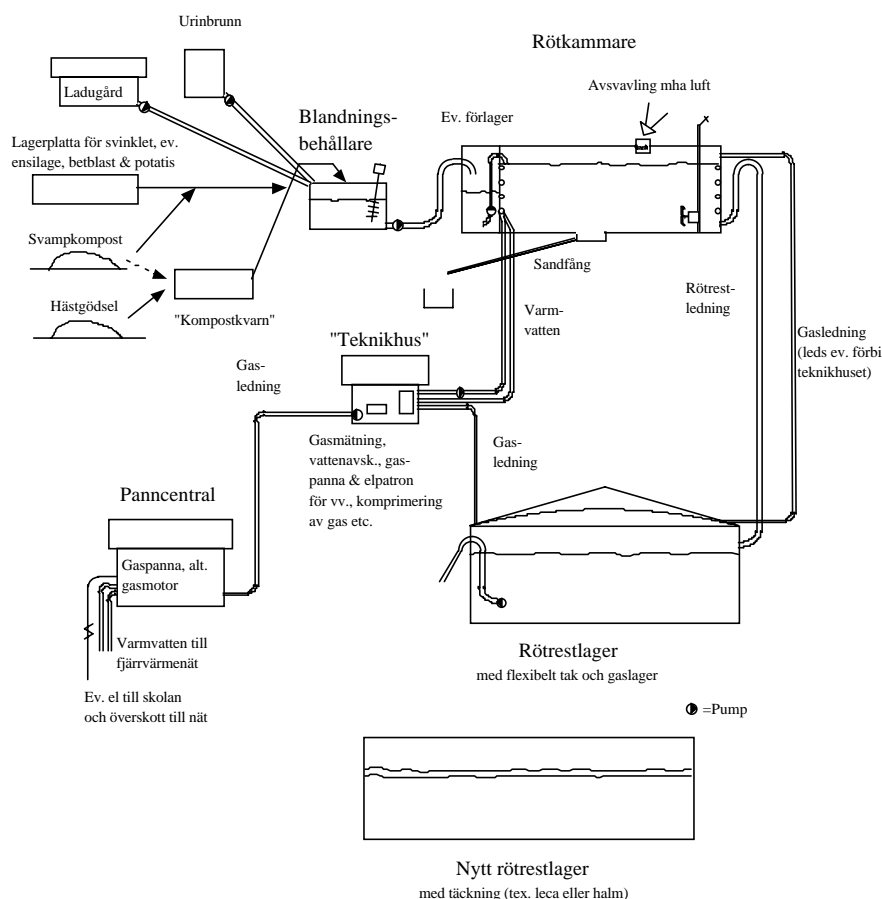 Urinbrunn
Rötkammare
Ladugård
Avsvavling mha luft
Blandnings-
behållare
Ev. förlager
Lagerplatta för svinklet, ev.
ensilage, betblast & potatis
Svampkompost
Hästgödsel
"Kompostkvarn"
Sandfång
Varm-
vatten
Rötrest-
ledning
Gasledning
(leds ev. förbi
teknikhuset)
"Teknikhus"
Gas-
ledning
Gasmätning,
vattenavsk., gas-
panna & elpatron
för vv., komprimering
av gas etc.
Gas-
ledning
Panncentral
Gaspanna, alt.
gasmotor
Varmvatten till
fjärrvärmenät
Ev. el till skolan
och överskott till nät
Rötrestlager
med flexibelt tak och gaslager
=Pump
Nytt rötrestlager
med täckning (tex. leca eller halm)